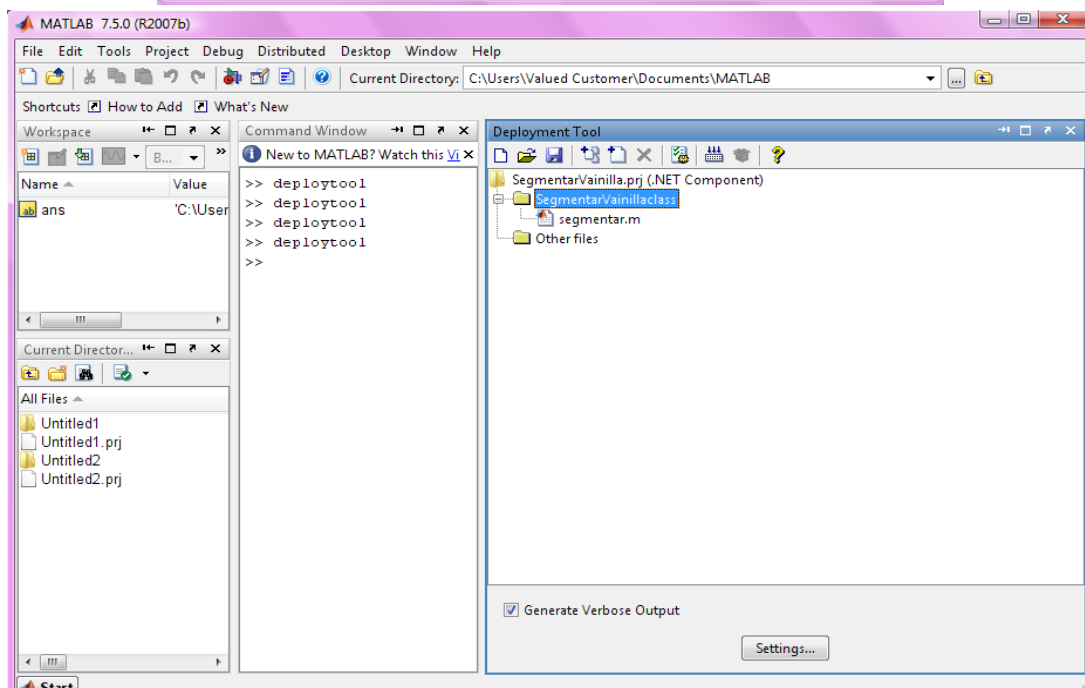 MATLAB 7.5.0 (R2007b)
File Edit Tools Project Debug Distributed Desktop Window Help
Current Directory: C:\Users\Valued Customer\Documents\MATLAB
Shortcuts How to Add What's New
Workspace
B...
Name Value
ans 'C:\User
Current Director...
All Files
Untitled1
Untitled1.prj
Untitled2
Untitled2.prj
Command Window
New to MATLAB? Watch this Vi
>> deploytool
>> deploytool
>> deploytool
>> deploytool
>>
Deployment Tool
SegmentarVainilla.prj (.NET Component)
SegmentarVainillaclass
segmentar.m
Other files
Generate Verbose Output
Settings...
Start